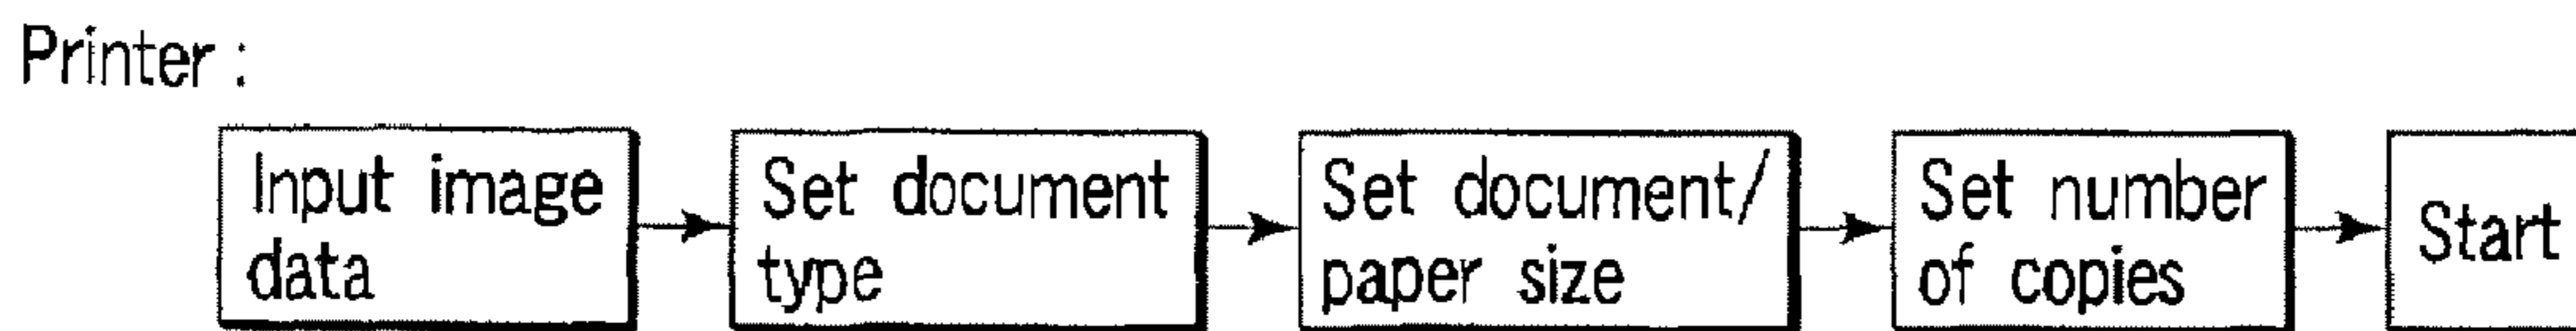 Printer :
Input image
data
Set document
type
Set document/
paper size
Set number
of copies
Start